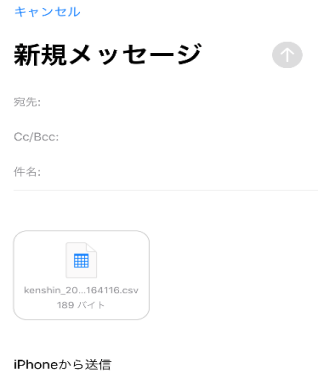 キャンセル
新規メッセージ
宛先:
Cc/Bcc:
件名:
kenshin_20...164116.csv
189 バイト
iPhoneから送信